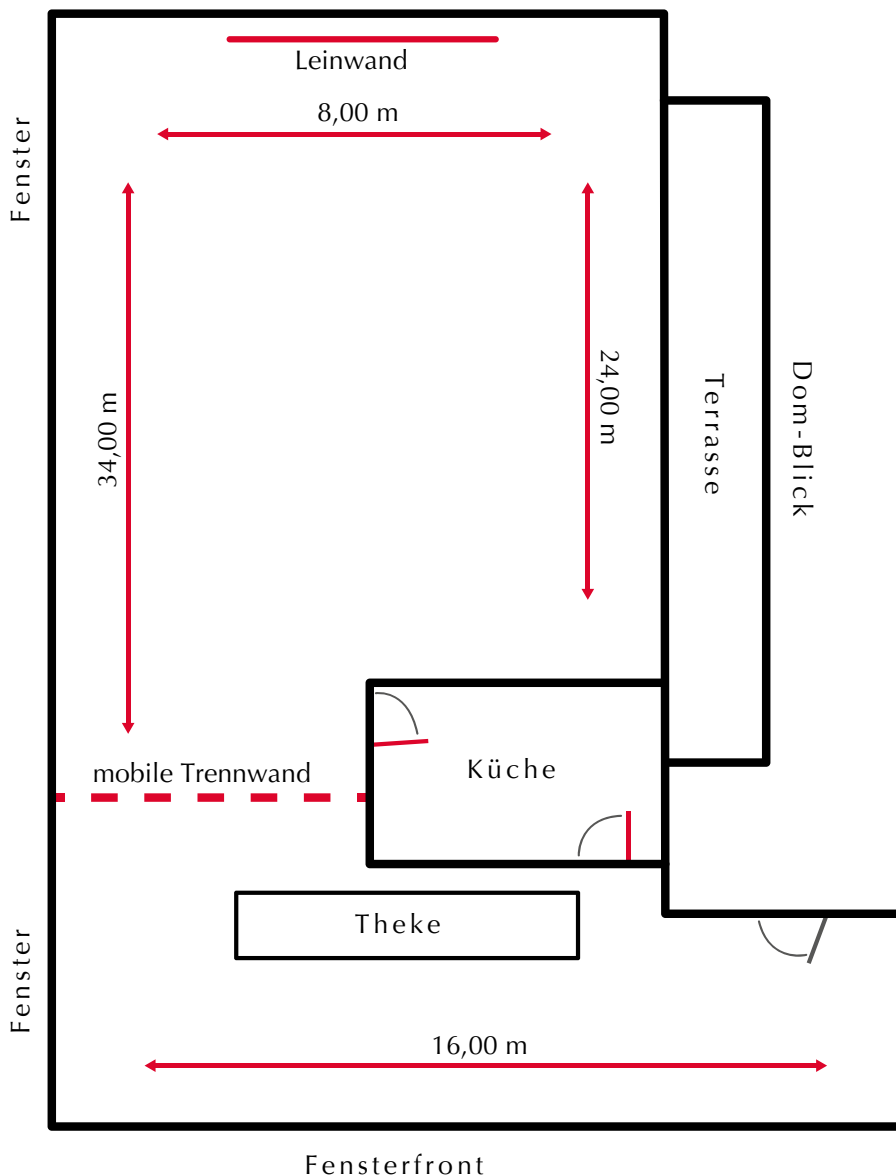 Leinwand
8,00 m
Fenster
34,00 m
24,00 m
Terrasse
Dom-Blick
mobile Trennwand
Küche
Theke
Fenster
16,00 m
Fensterfront